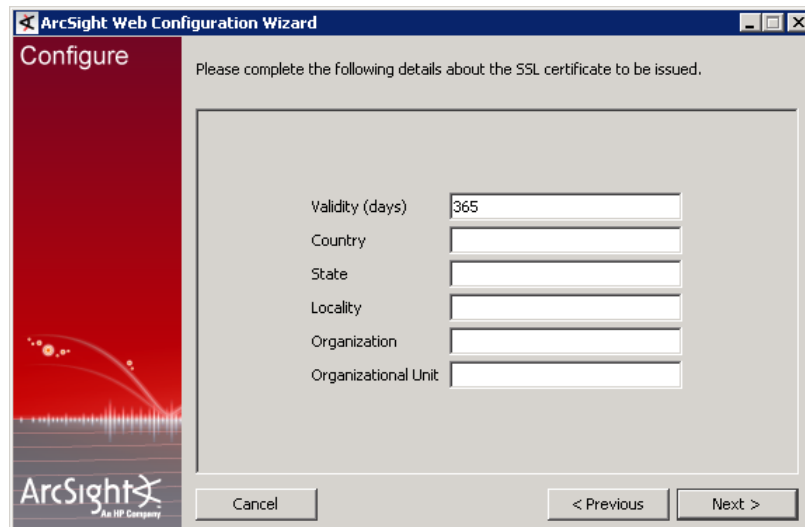 ArcSight Web Configuration Wizard
Configure
Please complete the following details about the SSL certificate to be issued.
Validity (days) 365
Country
State
Locality
Organization
Organizational Unit
ArcSight
An HP Company
Cancel < Previous Next >